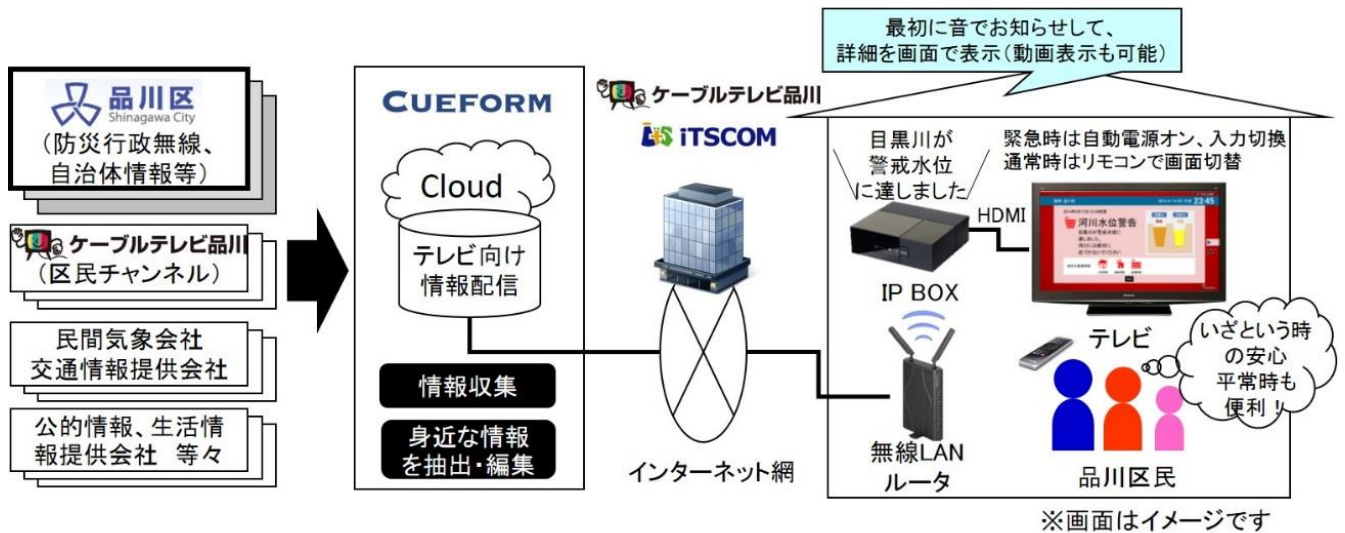 最初に音でお知らせして、
詳細を画面で表示（動画表示も可能）
品川区
Shinagawa City
（防災行政無線、
自治体情報等）
ケーブルテレビ品川
（区民チャンネル）
民間気象会社
交通情報提供会社
公的情報、生活情
報提供会社 等々
CUEFORM
Cloud
テレビ向け
情報配信
情報収集
身近な情報
を抽出・編集
ケーブルテレビ品川
iTSCOM
インターネット網
目黒川が
警戒水位
に達しました
緊急時は自動電源オン、入力切換
通常時はリモコンで画面切替
HDMI
23:45
河川水位警告
IP BOX
テレビ
無線LAN
ルータ
いざという時
の安心
平常時も
便利！
品川区民
※画面はイメージです